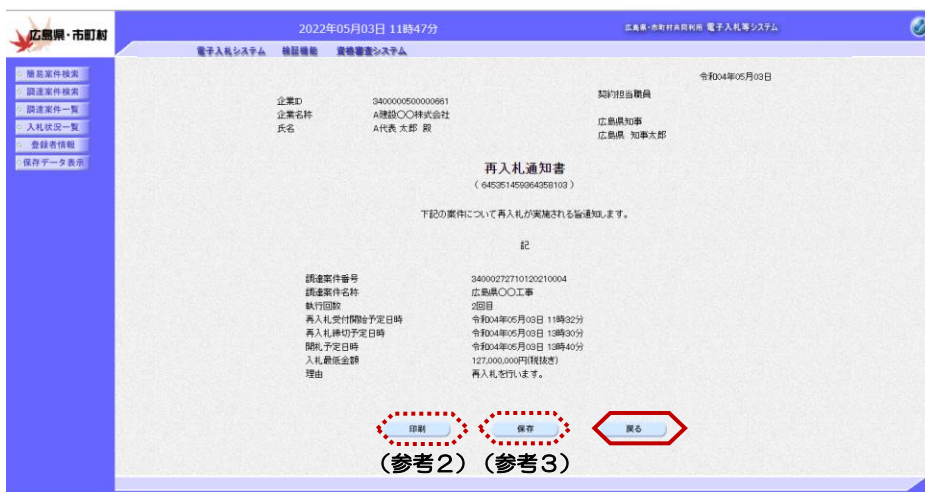 広島県・市町村
2022年05月03日 11時47分
広島県・市町村共同利用 電子入札等システム
電子入札システム 検証機能 資格審査システム
簡易案件検索
調達案件検索
調達案件一覧
入札状況一覧
登録者情報
保存データ表示
令和04年05月03日
企業ID 3400000500000661
企業名称 A建設〇〇株式会社
氏名 A代表 太郎 殿
契約担当職員
広島県知事
広島県 知事太郎
再入札通知書
( 645351459364358103 )
下記の案件について再入札が実施される旨通知します。
記
調達案件番号 34000272710120210004
調達案件名称 広島県〇〇工事
執行回数 2回目
再入札受付開始予定日時 令和04年05月03日 11時32分
再入札締切予定日時 令和04年05月03日 13時30分
開札予定日時 令和04年05月03日 13時40分
入札最低金額 127,000,000円(税抜き)
理由 再入札を行います。
印刷 保存 戻る
(参考2) (参考3)